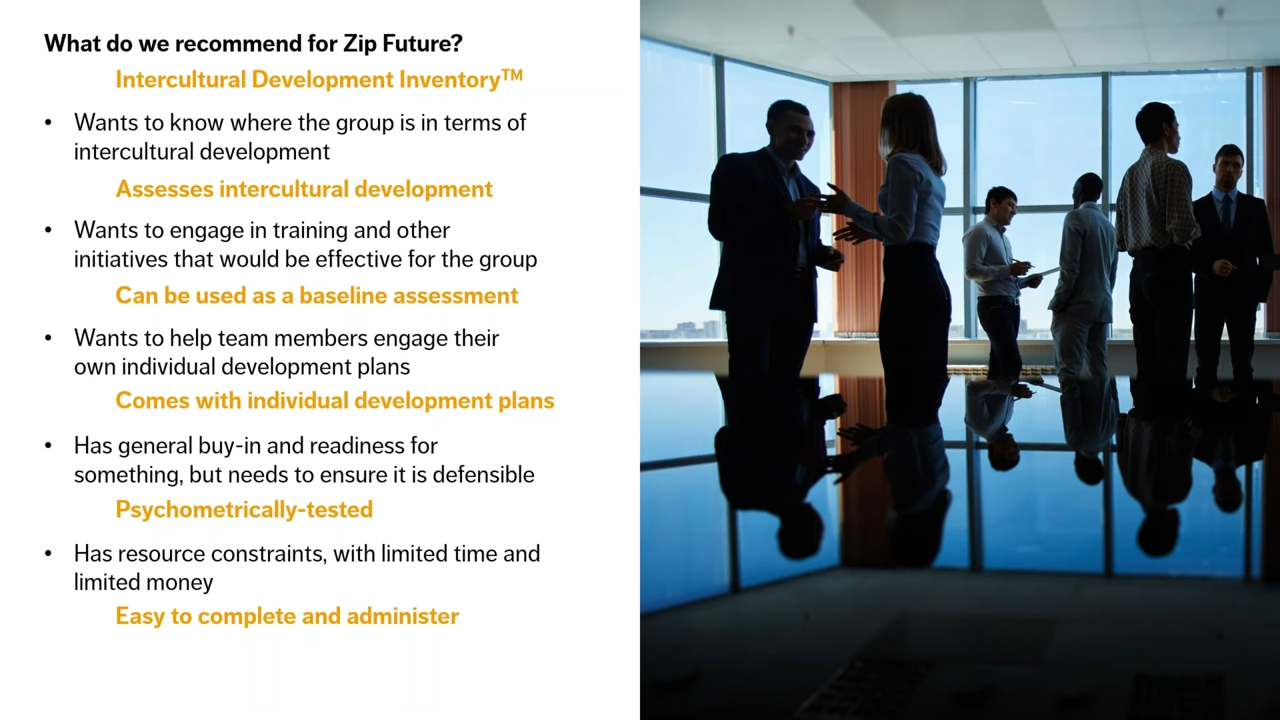 What do we recommend for Zip Future?
Intercultural Development Inventory™
• Wants to know where the group is in terms of
intercultural development
Assesses intercultural development
• Wants to engage in training and other
initiatives that would be effective for the group
Can be used as a baseline assessment
• Wants to help team members engage their
own individual development plans
Comes with individual development plans
• Has general buy-in and readiness for
something, but needs to ensure it is defensible
Psychometrically-tested
• Has resource constraints, with limited time and
limited money
Easy to complete and administer